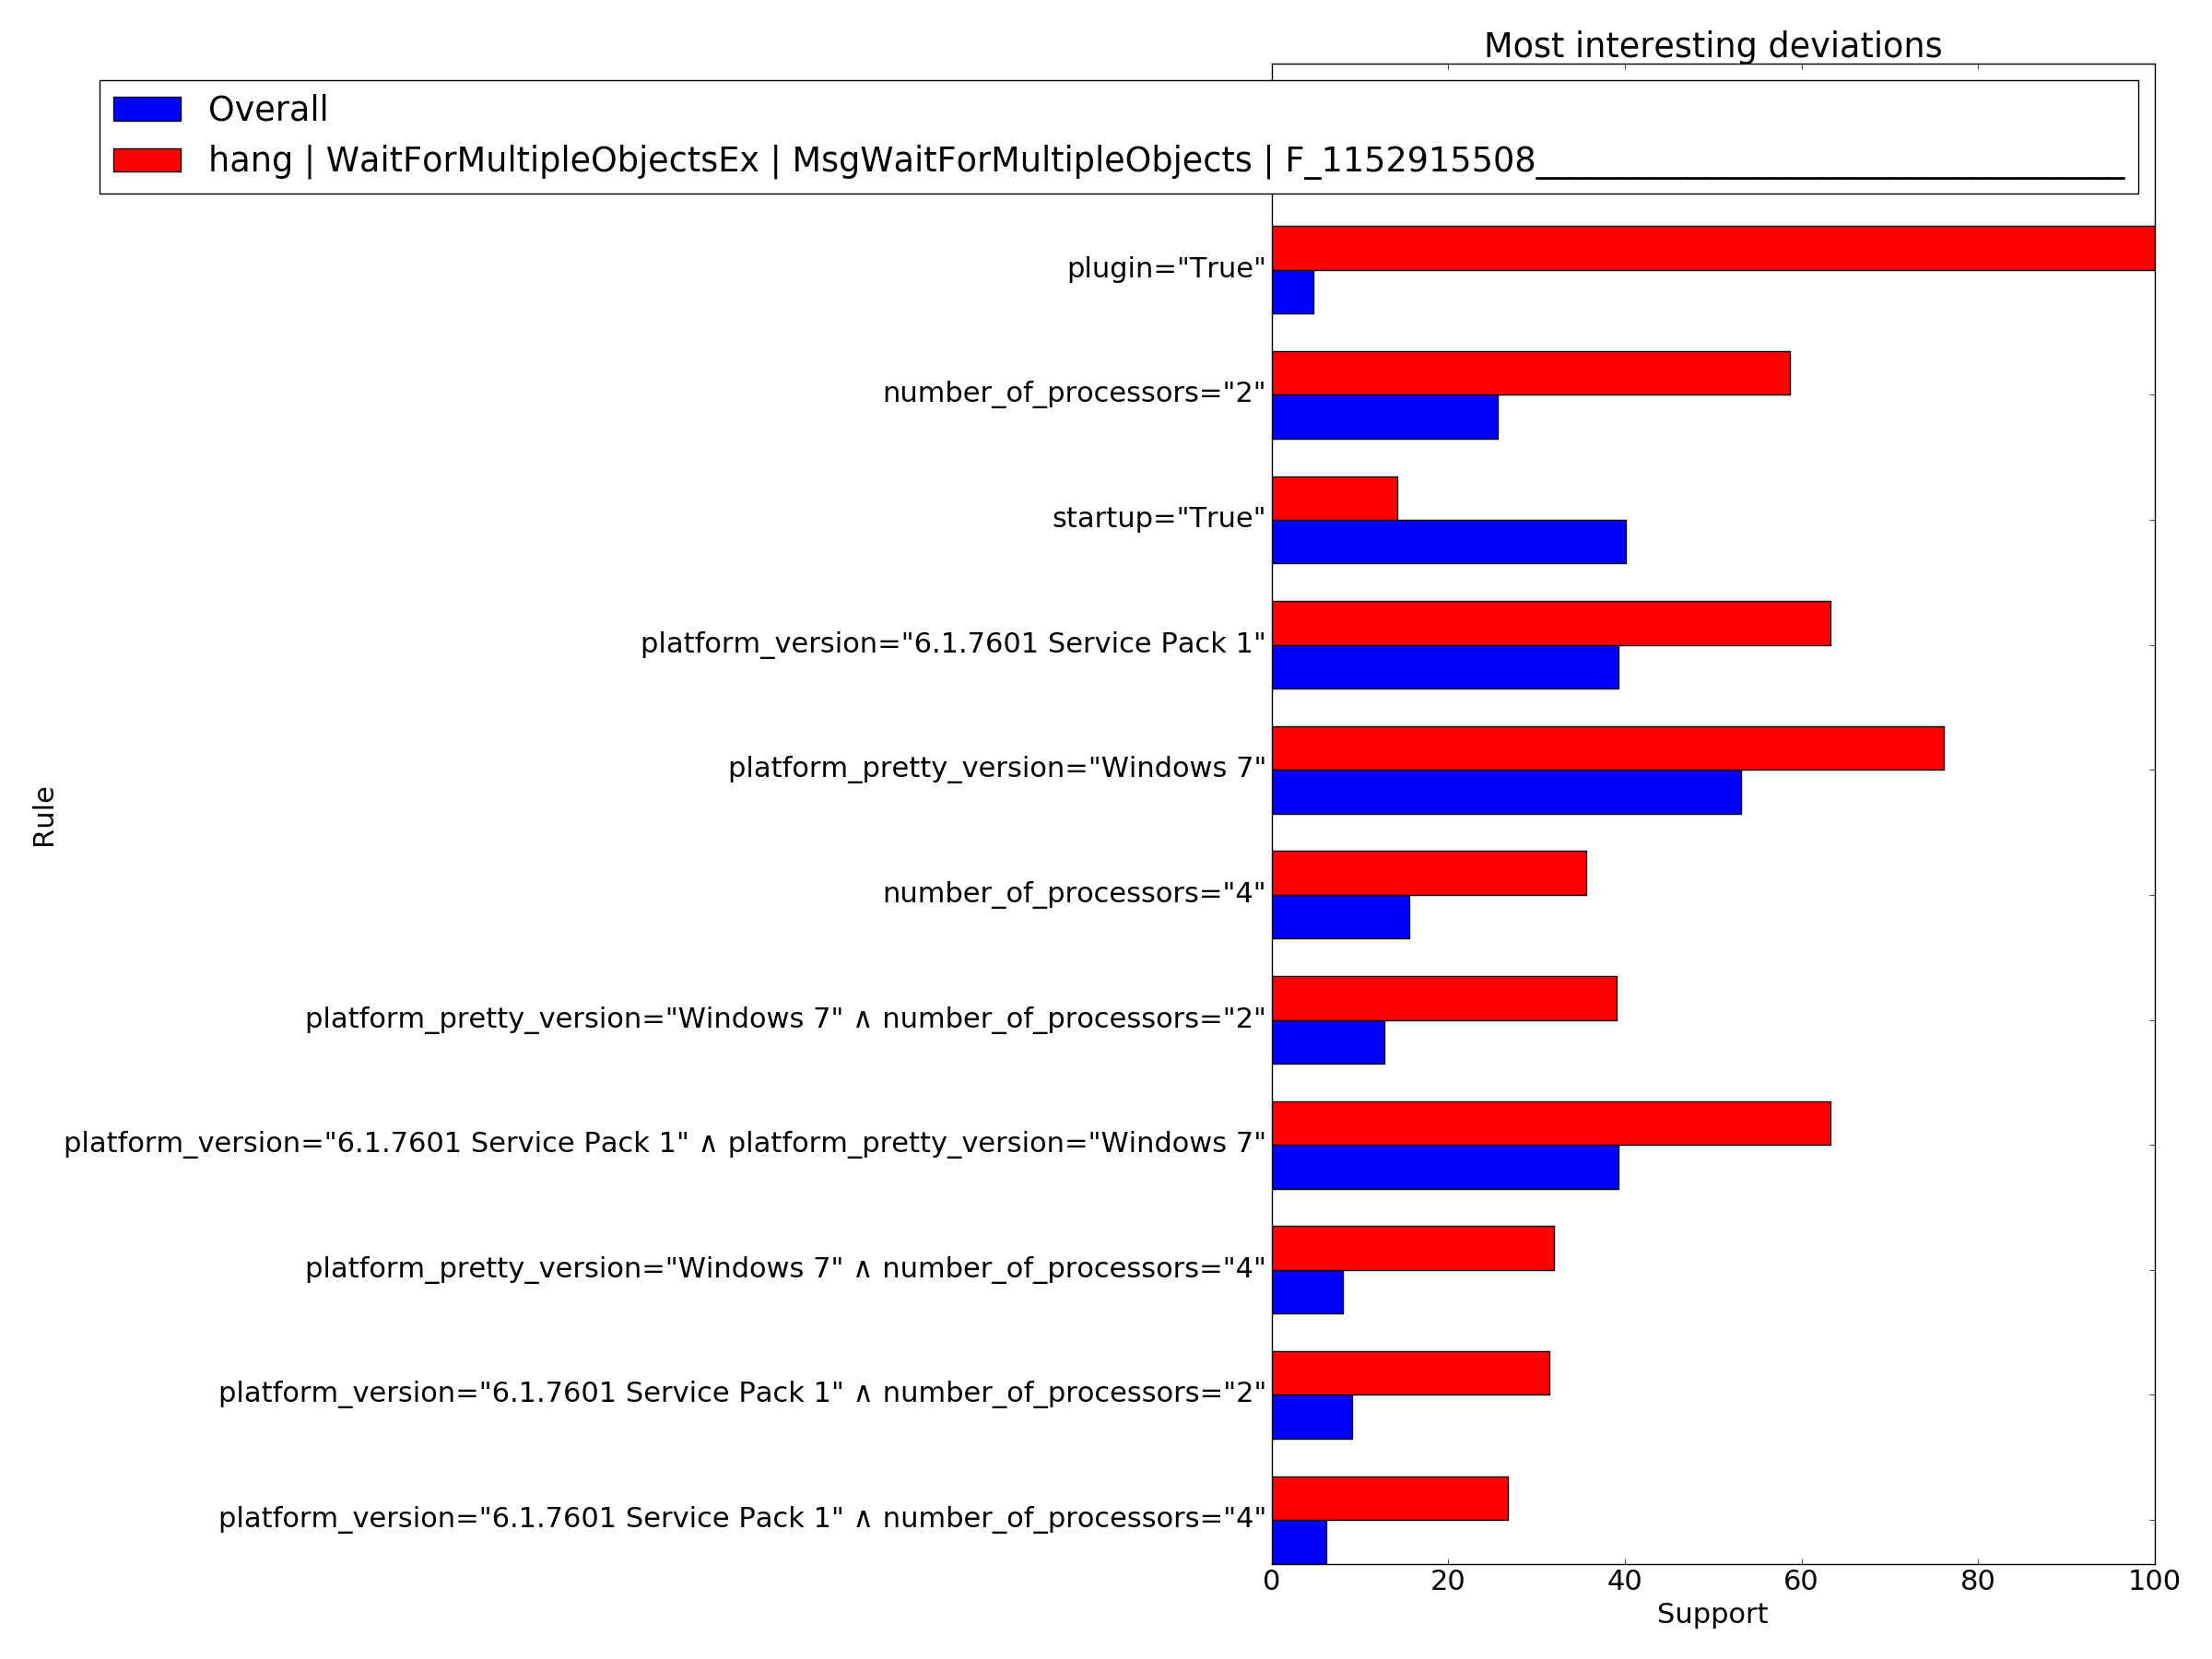 Most interesting deviations
Overall
hang | WaitForMultipleObjectsEx | MsgWaitForMultipleObjects | F_1152915508___________________________________
plugin="True"
number_of_processors="2"
startup="True"
platform_version="6.1.7601 Service Pack 1"
platform_pretty_version="Windows 7"
number_of_processors="4"
platform_pretty_version="Windows 7" ∧ number_of_processors="2"
platform_version="6.1.7601 Service Pack 1" ∧ platform_pretty_version="Windows 7"
platform_pretty_version="Windows 7" ∧ number_of_processors="4"
platform_version="6.1.7601 Service Pack 1" ∧ number_of_processors="2"
platform_version="6.1.7601 Service Pack 1" ∧ number_of_processors="4"
Rule
0 20 40 60 80 100
Support